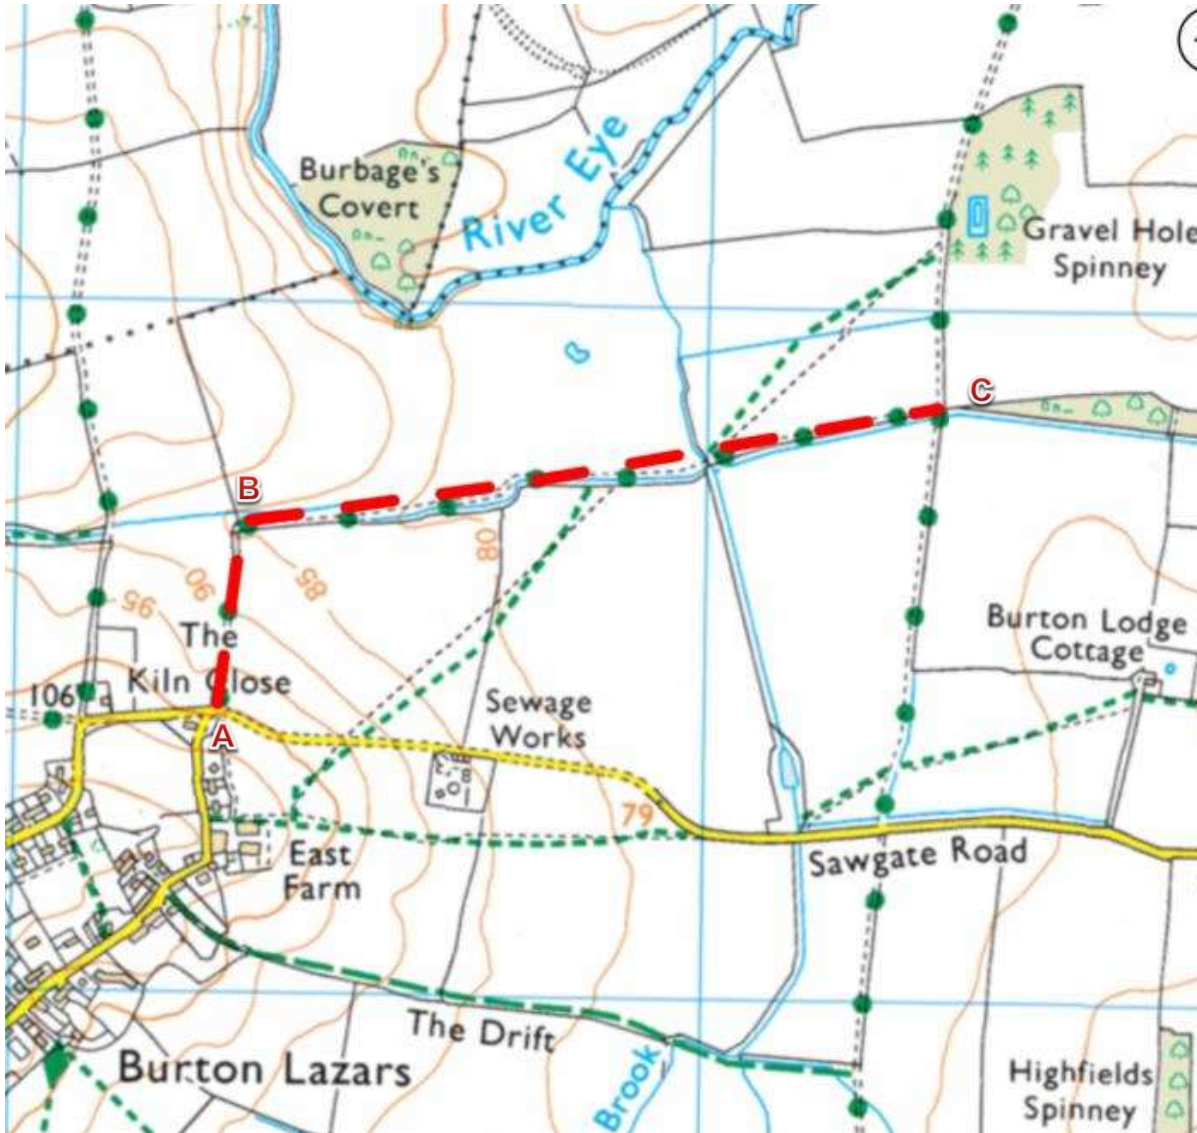 Burbage's
Covert
River Eye
Gravel Hole
Spinney
C
B
80
85
90
95
The
Kiln Close
106
A
Sewage
Works
Burton Lodge
Cottage
79
Sawgate Road
East
Farm
The Drift
Burton Lazars
Brook
Highfields
Spinney